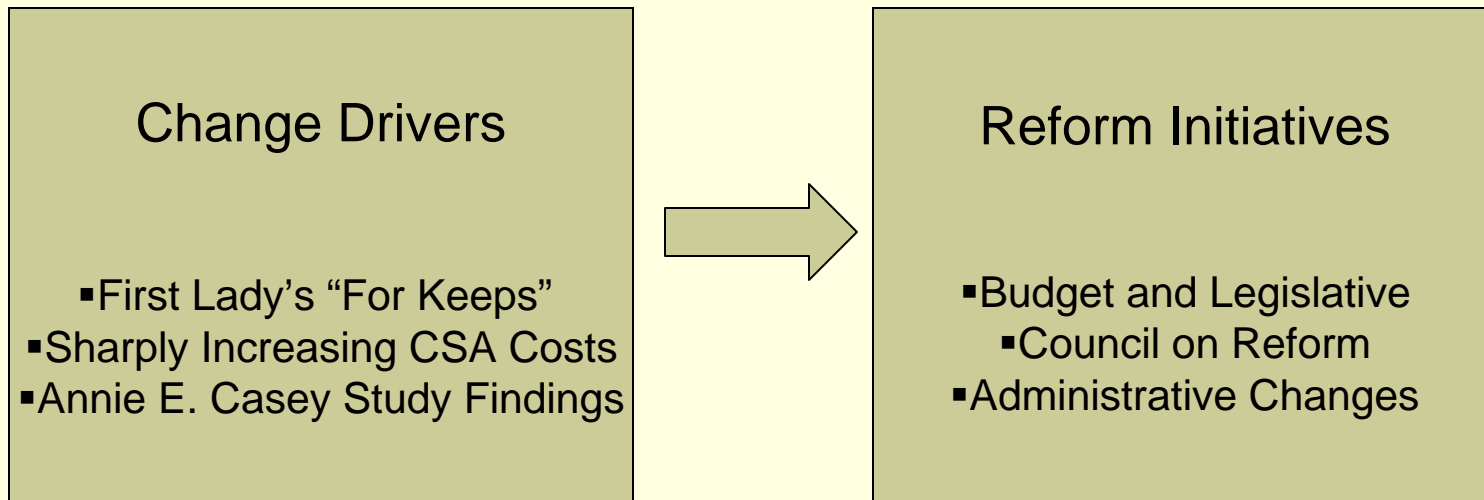 Change Drivers
▪First Lady’s “For Keeps”
▪Sharply Increasing CSA Costs
▪Annie E. Casey Study Findings
Reform Initiatives
▪Budget and Legislative
▪Council on Reform
▪Administrative Changes